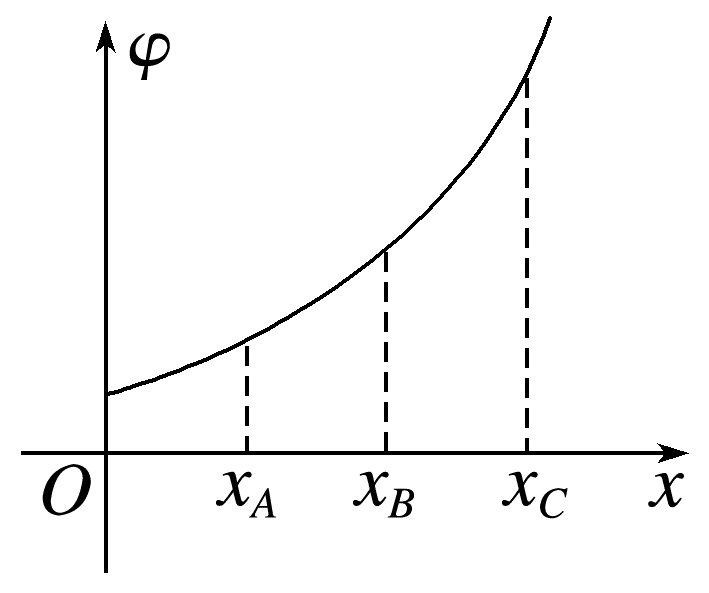 φ
O x_A x_B x_C x